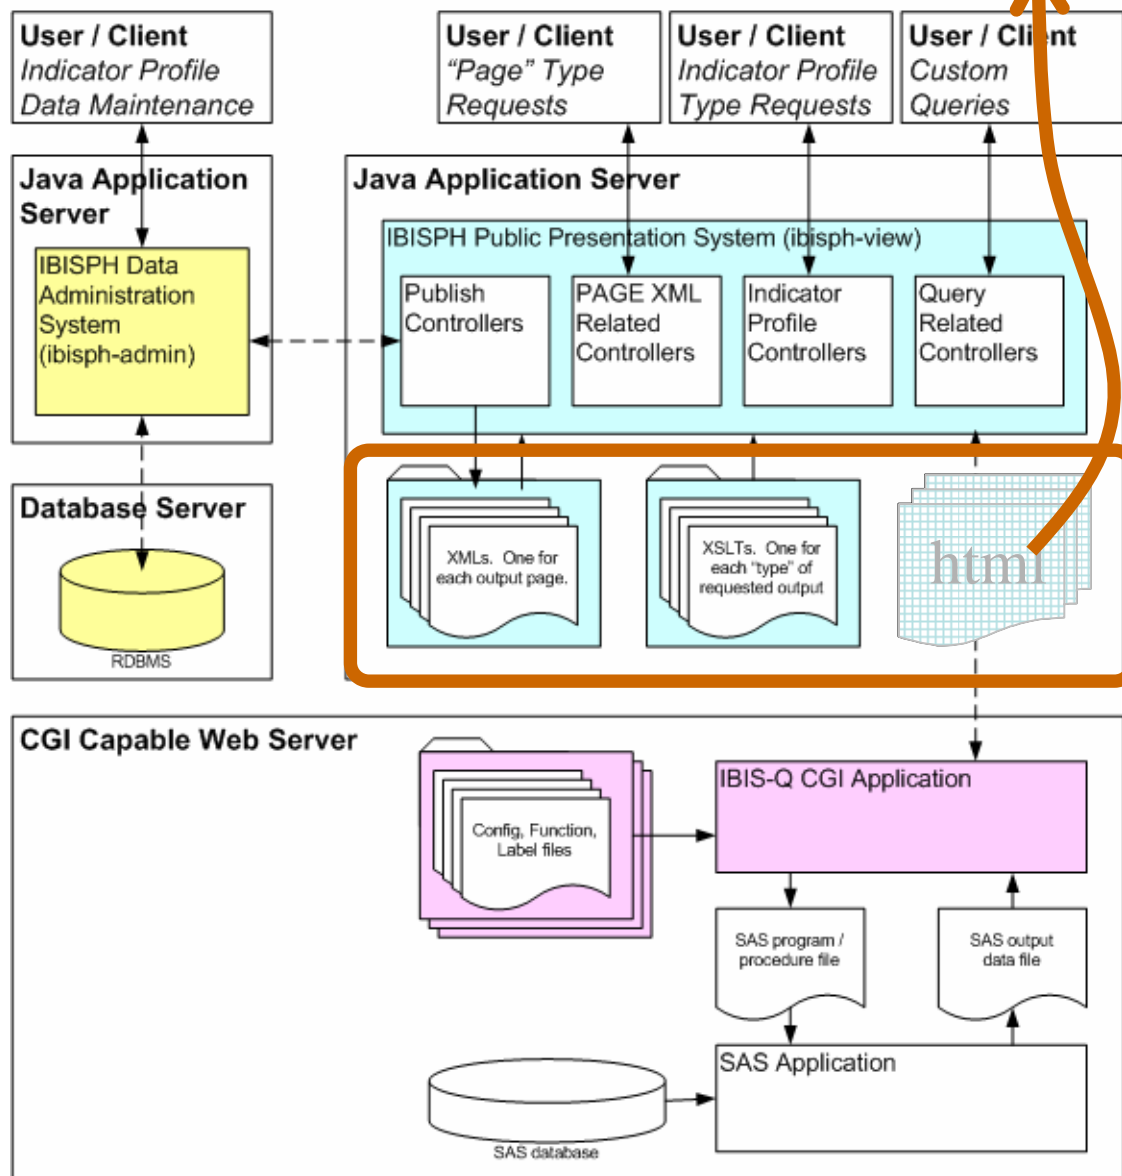 User / Client
Indicator Profile
Data Maintenance
User / Client
“Page” Type
Requests
User / Client
Indicator Profile
Type Requests
User / Client
Custom
Queries
Java Application
Server
IBISPH Data
Administration
System
(ibisph-admin)
Java Application Server
IBISPH Public Presentation System (ibisph-view)
Publish
Controllers
PAGE XML
Related
Controllers
Indicator
Profile
Controllers
Query
Related
Controllers
Database Server
RDBMS
XMLs. One for
each output page.
XSLTs. One for
each “type” of
requested output
html
CGI Capable Web Server
Config, Function,
Label files
IBIS-Q CGI Application
SAS program /
procedure file
SAS output
data file
SAS Application
SAS database